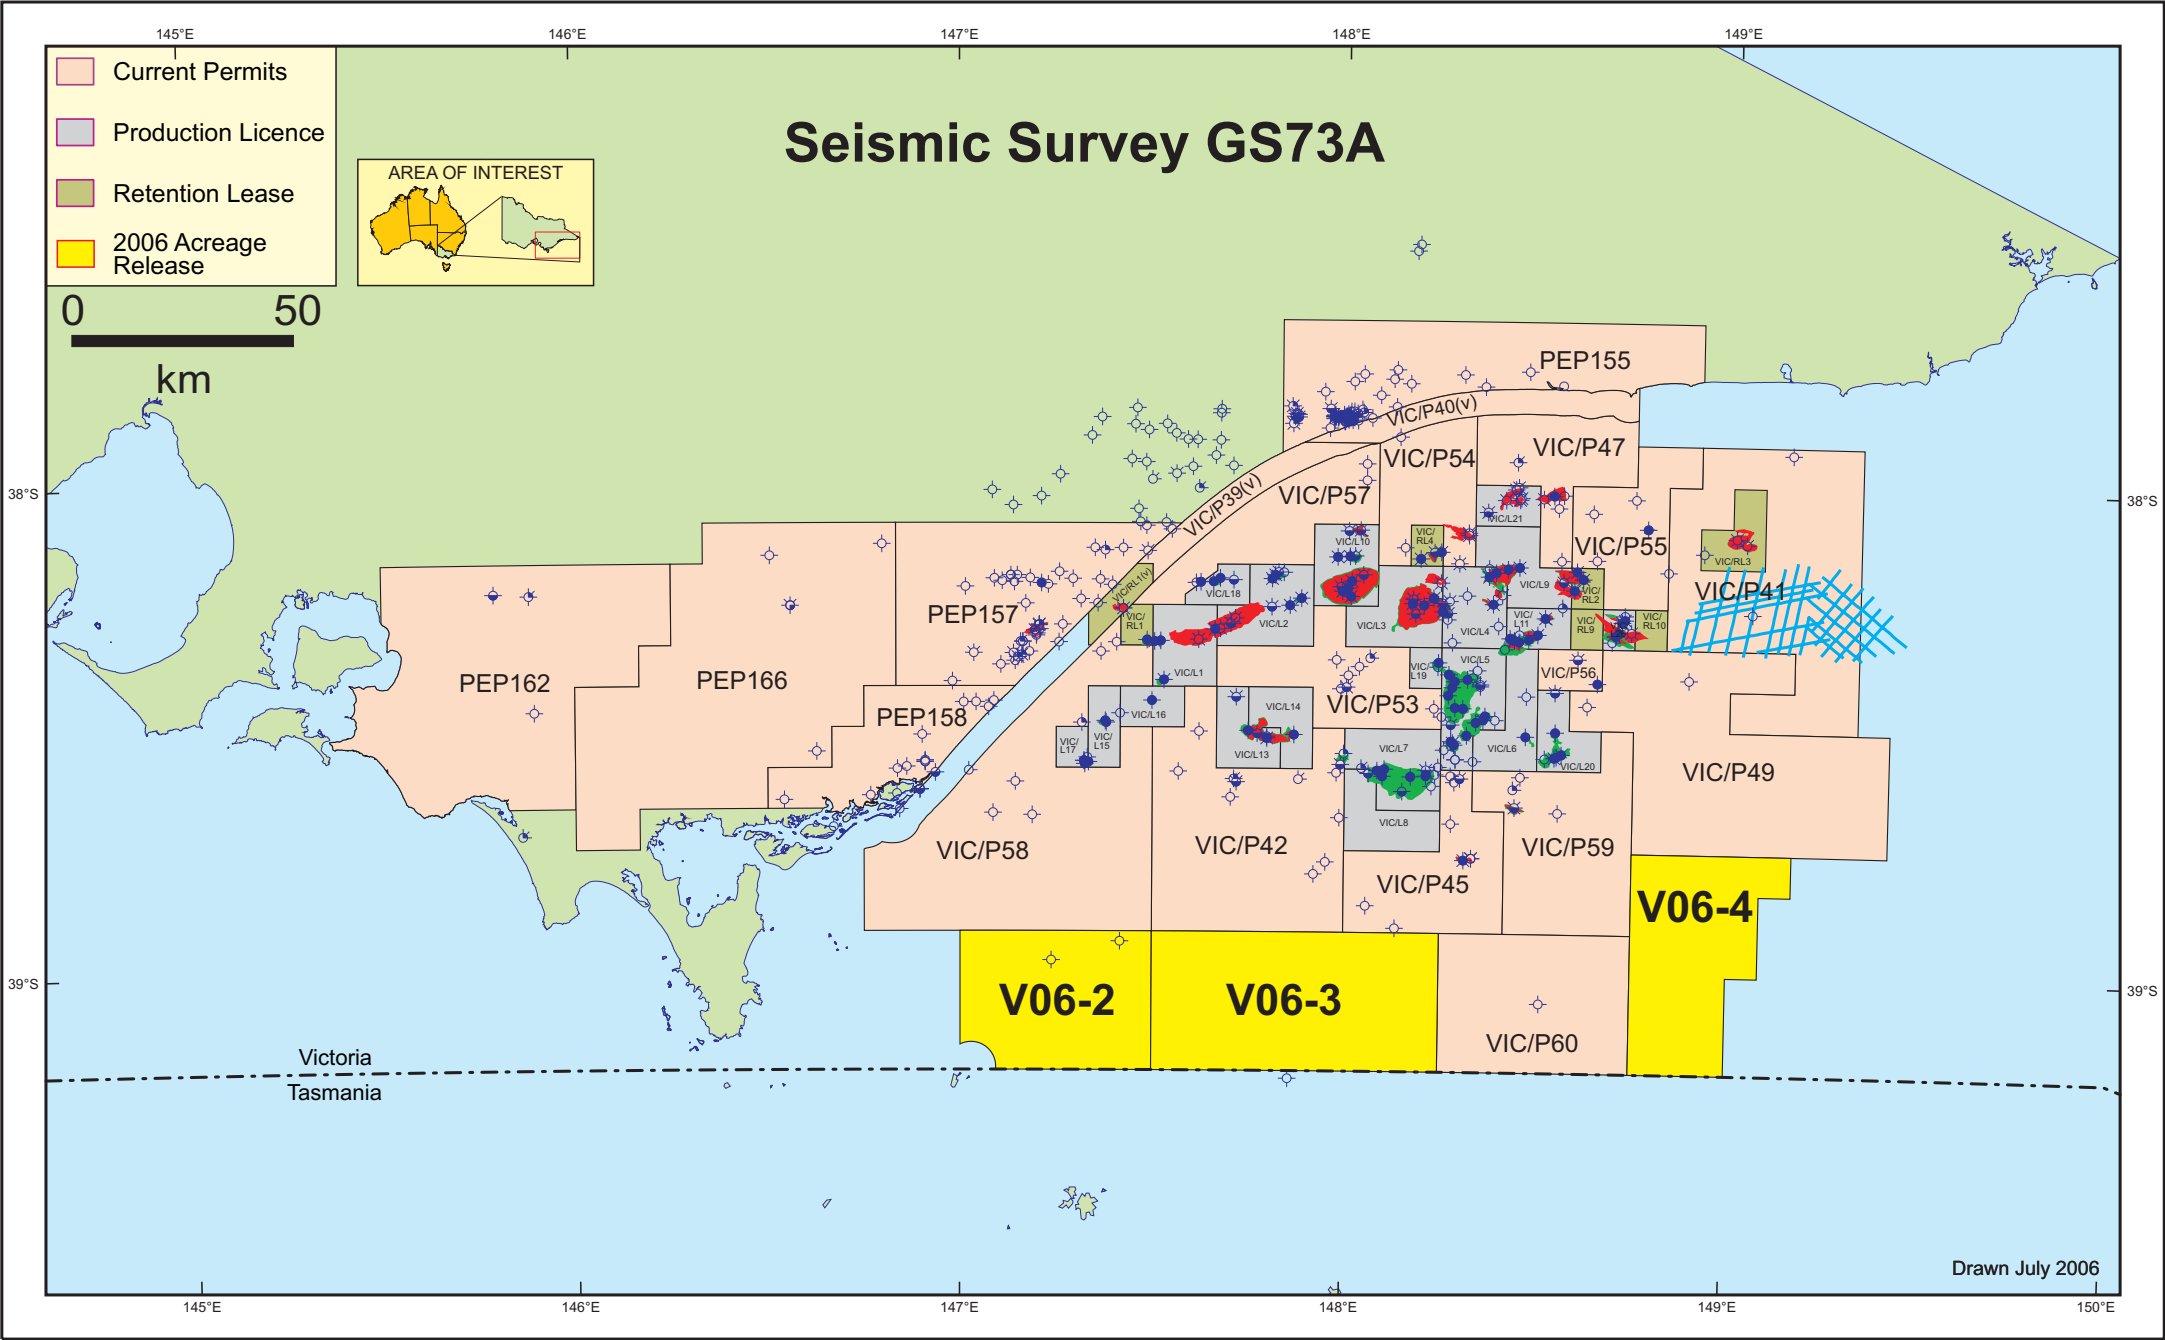 145°E
146°E
147°E
148°E
149°E
Current Permits
Production Licence
Retention Lease
2006 Acreage
Release
AREA OF INTEREST
Seismic Survey GS73A
0
50
km
PEP155
VIC/P40(v)
VIC/P47
VIC/P54
38°S
38°S
VIC/P57
VIC/P39(v)
VIC/L21
VIC/L10
VIC/
RL4
VIC/P55
VIC/RL3
VIC/RL1(v)
VIC/P41
VIC/L18
VIC/L9
VIC/
RL2
PEP157
VIC/
RL1
VIC/L2
VIC/L3
VIC/L4
VIC/
L11
VIC/
RL9
VIC/
RL10
PEP162
PEP166
VIC/L1
VIC/
L19
VIC/L5
VIC/P56
VIC/P53
PEP158
VIC/L16
VIC/L14
VIC/
L17
VIC/
L15
VIC/L13
VIC/L7
VIC/L6
VIC/L20
VIC/P49
VIC/L8
VIC/P58
VIC/P42
VIC/P59
VIC/P45
V06-4
39°S
39°S
V06-2
V06-3
VIC/P60
Victoria
Tasmania
Drawn July 2006
145°E
146°E
147°E
148°E
149°E
150°E